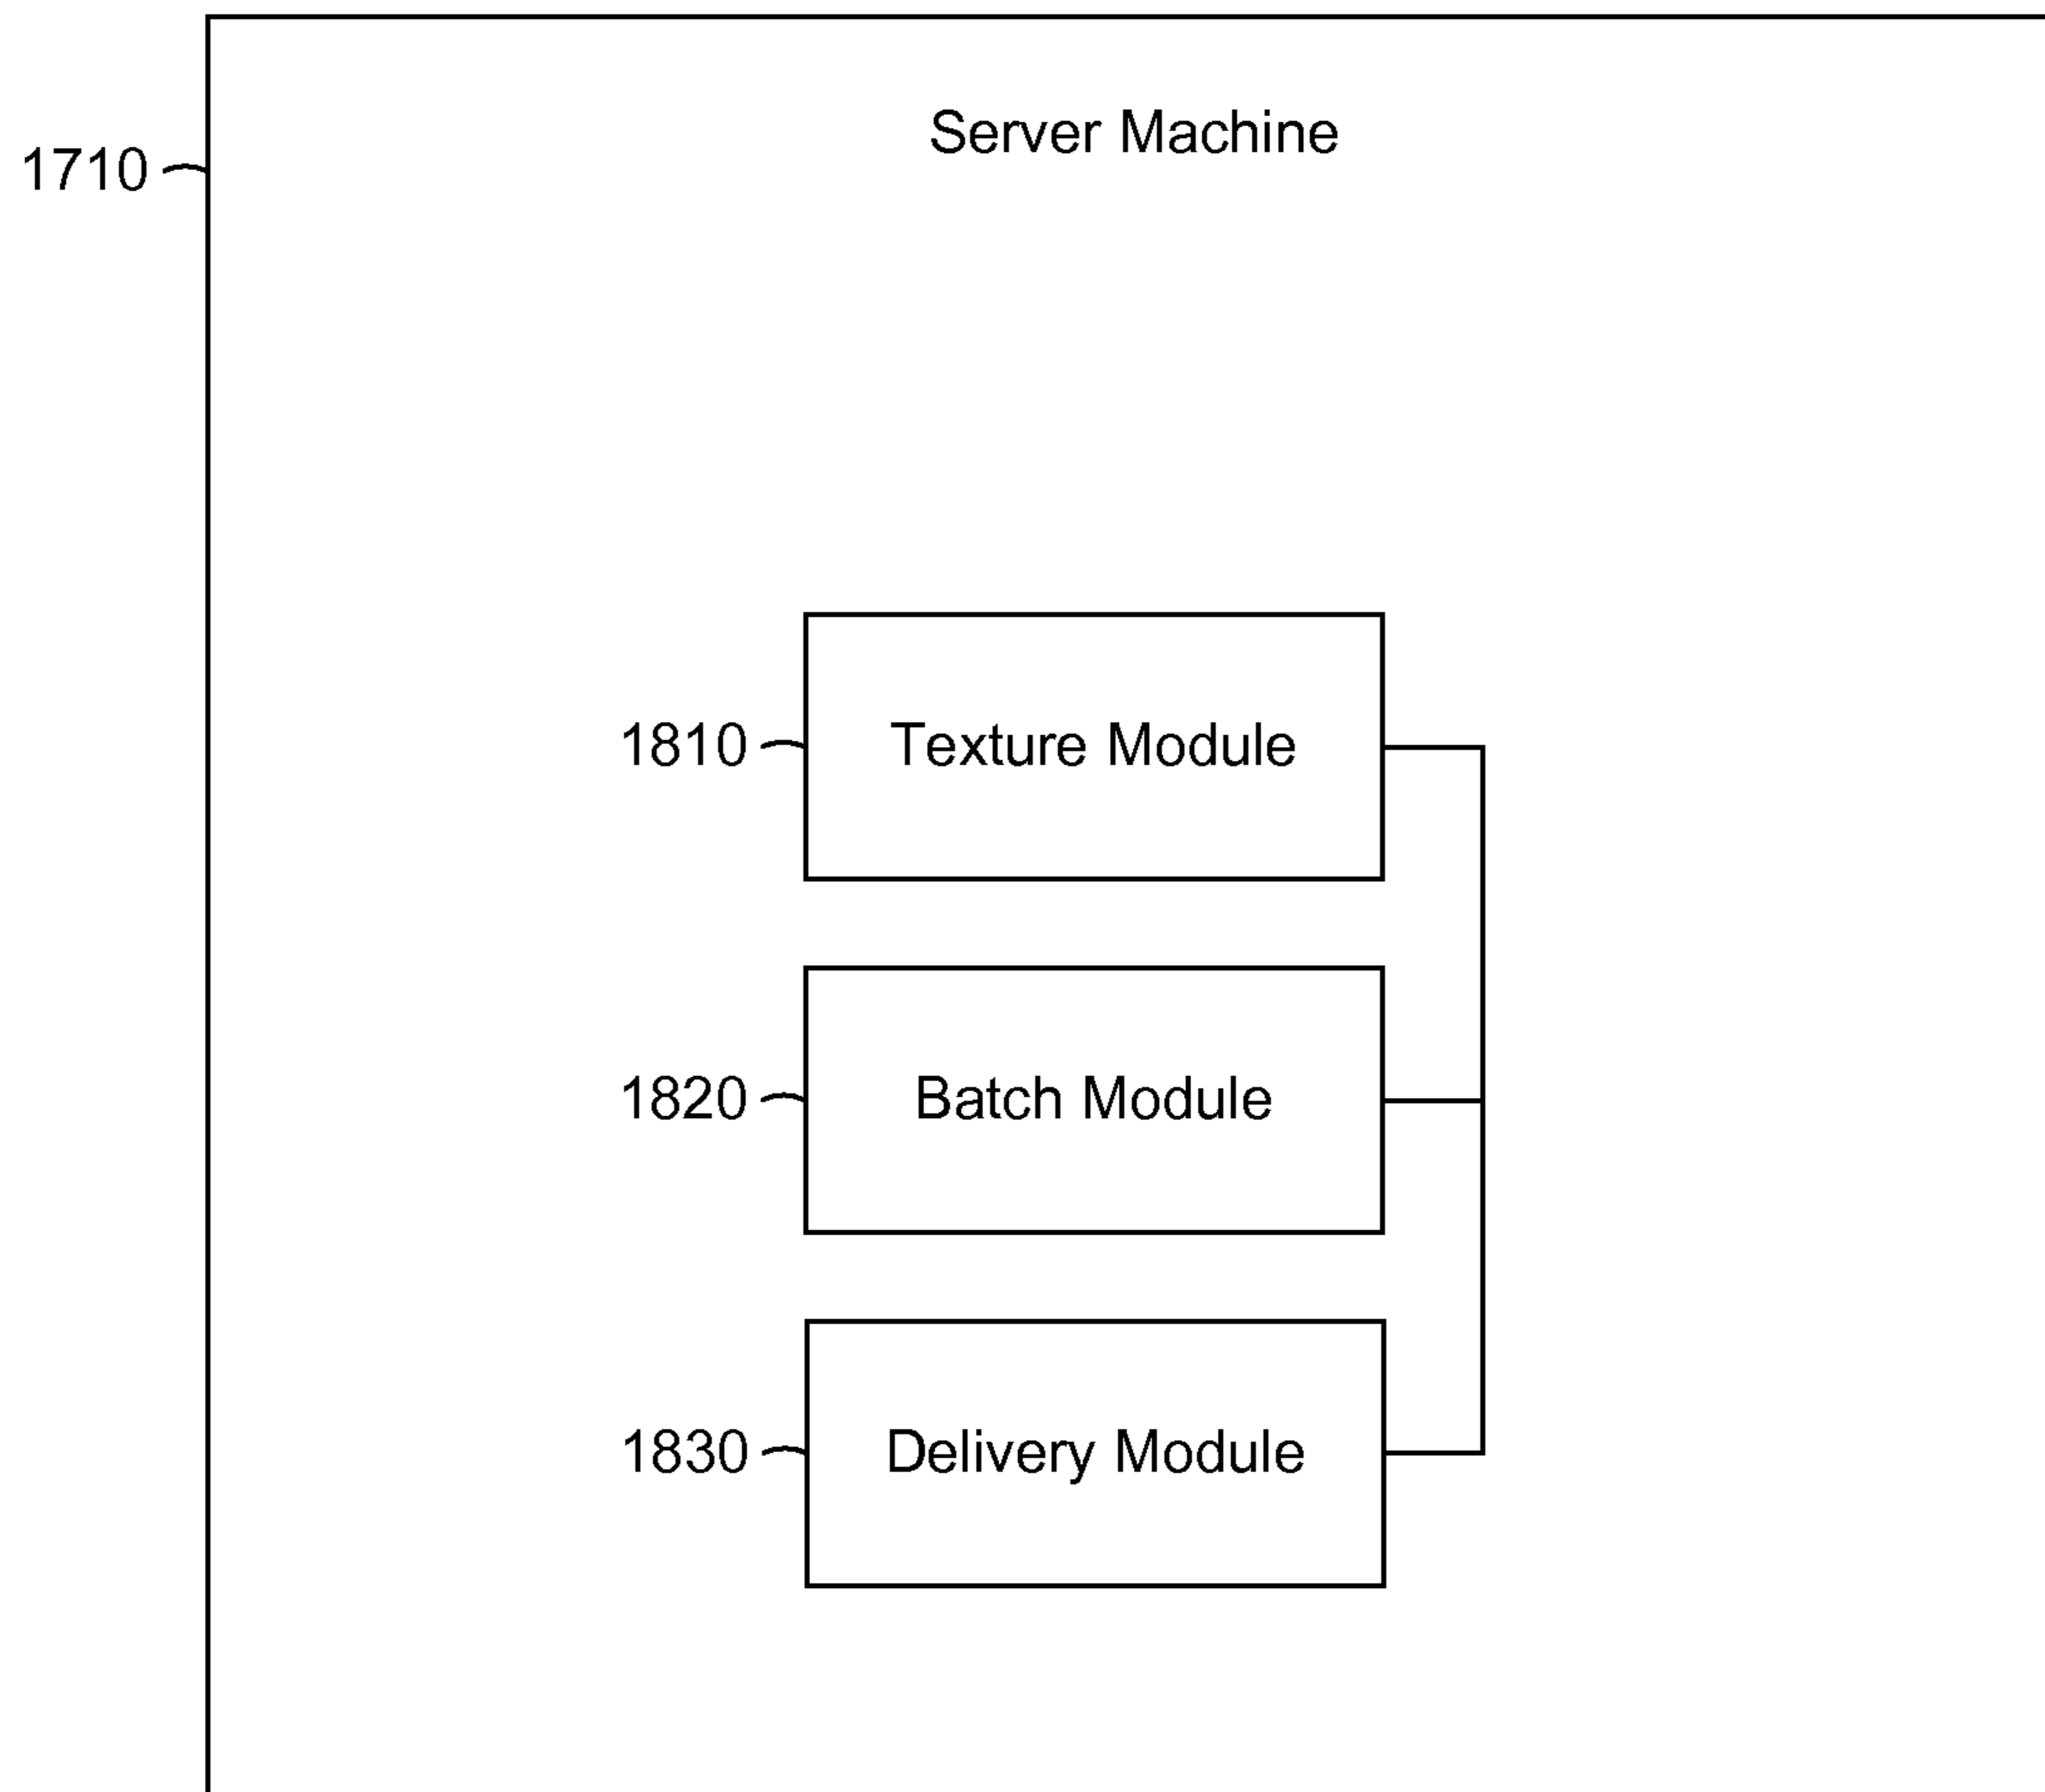 Server Machine
1710
1810 Texture Module
1820 Batch Module
1830 Delivery Module